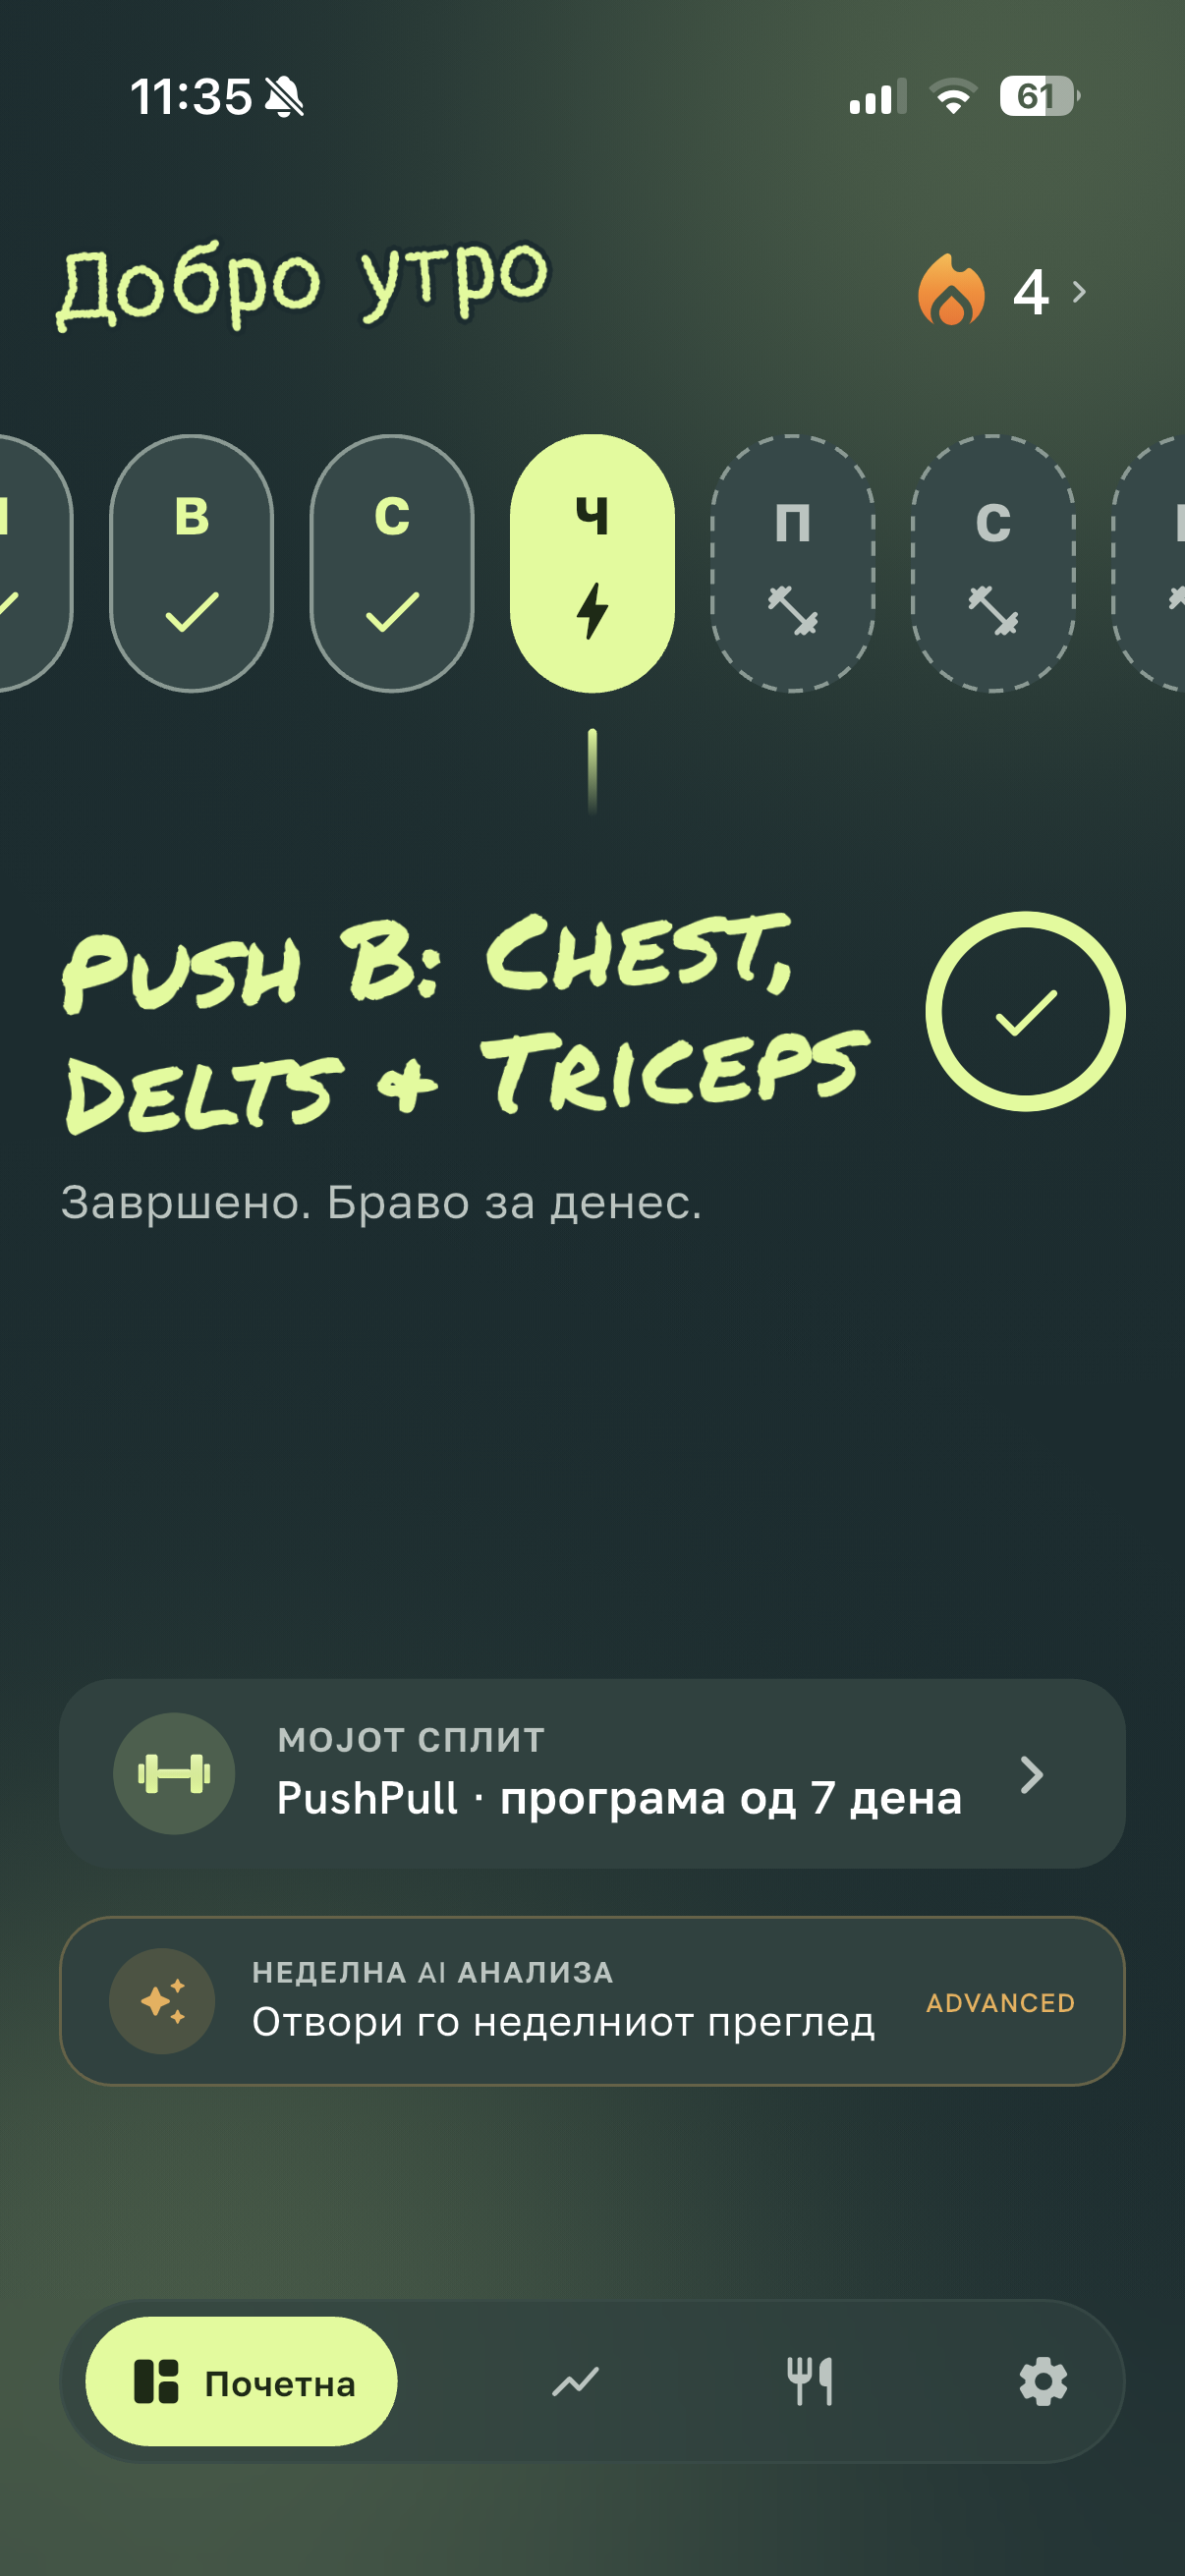 11:35
61
Добро утро
4
В
С
Ч
П
С
Push B: Chest,
Delts & Triceps
Завршено. Браво за денес.
МОЈОТ СПЛИТ
PushPull · програма од 7 дена
НЕДЕЛНА AI АНАЛИЗА
Отвори го неделниот преглед
ADVANCED
Почетна